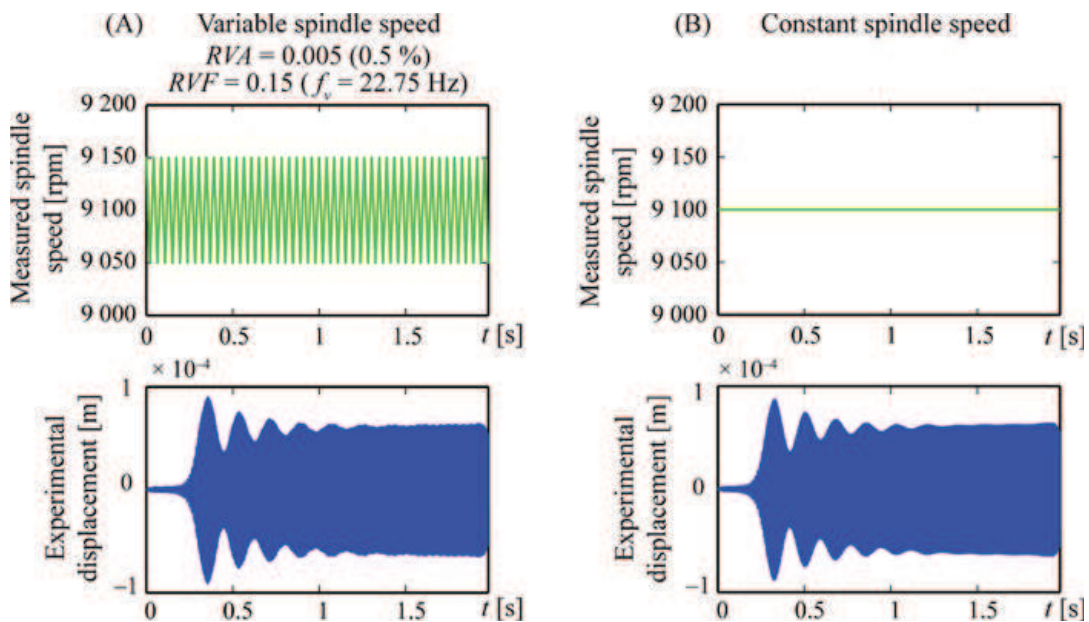 (A) Variable spindle speed
RVA = 0.005 (0.5 %)
RVF = 0.15 ( fᵥ = 22.75 Hz)
Measured spindle
speed [rpm]
9 200
9 150
9 100
9 050
9 000
0 0.5 1 1.5 t [s]
× 10⁻⁴
Experimental
displacement [m]
1
0
−1
0 0.5 1 1.5 t [s]
(B) Constant spindle speed
Measured spindle
speed [rpm]
9 200
9 150
9 100
9 050
9 000
0 0.5 1 1.5 t [s]
× 10⁻⁴
Experimental
displacement [m]
1
0
−1
0 0.5 1 1.5 t [s]